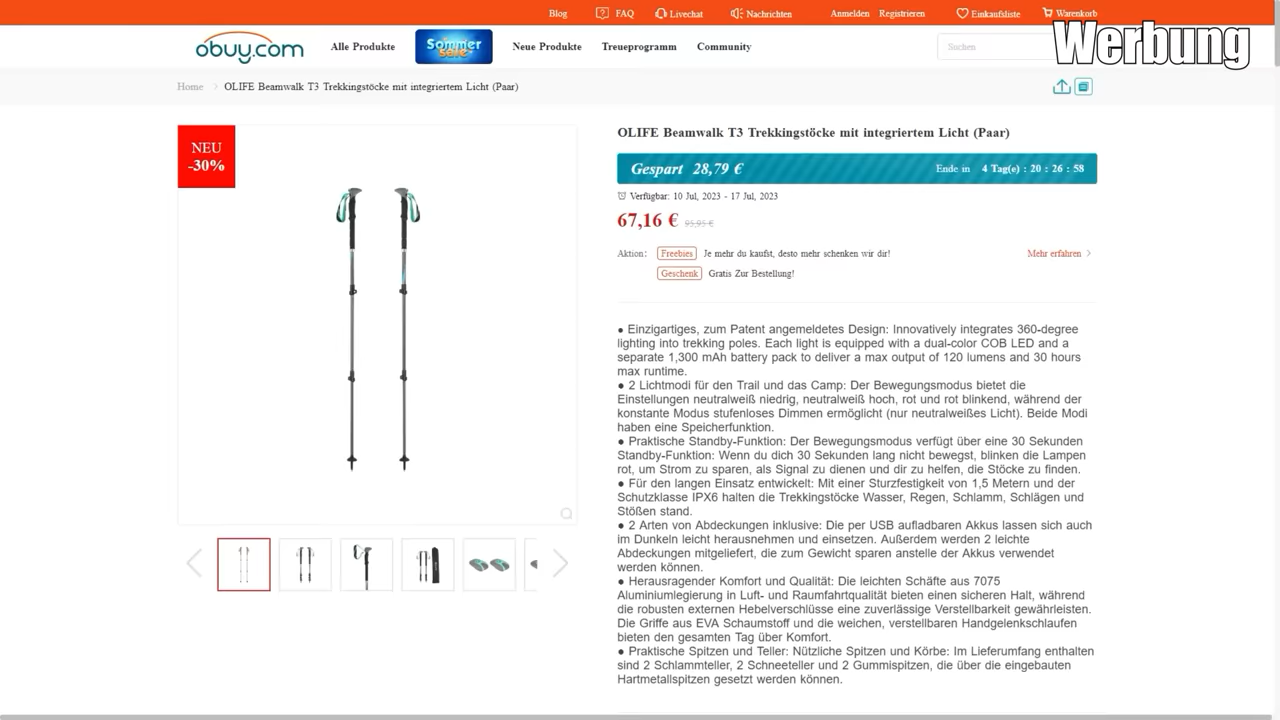 Blog
FAQ
Livechat
Nachrichten
Anmelden
Registrieren
Einkaufsliste
Warenkorb
Werbung
obuy.com
Alle Produkte
Sommer
sale
Neue Produkte
Treueprogramm
Community
Suchen
Home
OLIFE Beamwalk T3 Trekkingstöcke mit integriertem Licht (Paar)
NEU
-30%
OLIFE Beamwalk T3 Trekkingstöcke mit integriertem Licht (Paar)
Gespart 28,79 €
Ende in 4 Tag(e) : 20 : 26 : 58
Verfügbar: 10 Jul, 2023 - 17 Jul, 2023
67,16 € 95,95 €
Aktion: Freebies Je mehr du kaufst, desto mehr schenken wir dir! Mehr erfahren
Geschenk Gratis Zur Bestellung!
● Einzigartiges, zum Patent angemeldetes Design: Innovatively integrates 360-degree
lighting into trekking poles. Each light is equipped with a dual-color COB LED and a
separate 1,300 mAh battery pack to deliver a max output of 120 lumens and 30 hours
max runtime.
● 2 Lichtmodi für den Trail und das Camp: Der Bewegungsmodus bietet die
Einstellungen neutralweiß niedrig, neutralweiß hoch, rot und rot blinkend, während der
konstante Modus stufenloses Dimmen ermöglicht (nur neutralweißes Licht). Beide Modi
haben eine Speicherfunktion.
● Praktische Standby-Funktion: Der Bewegungsmodus verfügt über eine 30 Sekunden
Standby-Funktion: Wenn du dich 30 Sekunden lang nicht bewegst, blinken die Lampen
rot, um Strom zu sparen, als Signal zu dienen und dir zu helfen, die Stöcke zu finden.
● Für den langen Einsatz entwickelt: Mit einer Sturzfestigkeit von 1,5 Metern und der
Schutzklasse IPX6 halten die Trekkingstöcke Wasser, Regen, Schlamm, Schlägen und
Stößen stand.
● 2 Arten von Abdeckungen inklusive: Die per USB aufladbaren Akkus lassen sich auch
im Dunkeln leicht herausnehmen und einsetzen. Außerdem werden 2 leichte
Abdeckungen mitgeliefert, die zum Gewicht sparen anstelle der Akkus verwendet
werden können.
● Herausragender Komfort und Qualität: Die leichten Schäfte aus 7075
Aluminiumlegierung in Luft- und Raumfahrtqualität bieten einen sicheren Halt, während
die robusten externen Hebelverschlüsse eine zuverlässige Verstellbarkeit gewährleisten.
Die Griffe aus EVA Schaumstoff und die weichen, verstellbaren Handgelenkschlaufen
bieten den gesamten Tag über Komfort.
● Praktische Spitzen und Teller: Nützliche Spitzen und Körbe: Im Lieferumfang enthalten
sind 2 Schlammteller, 2 Schneeteller und 2 Gummispitzen, die über die eingebauten
Hartmetallspitzen gesetzt werden können.